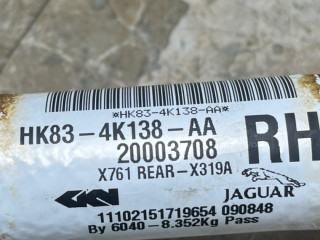 *HK83-4K138-AA*
HK83-4K138-AA RH
20003708
X761 REAR-X319A
GKN JAGUAR
11102151719654 090848
By 6040-8.352Kg Pass